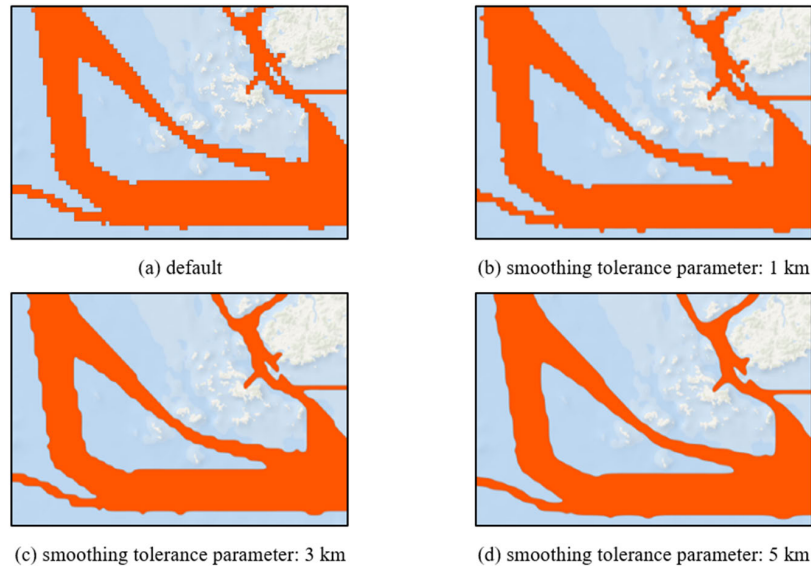 (a) default
(b) smoothing tolerance parameter: 1 km
(c) smoothing tolerance parameter: 3 km
(d) smoothing tolerance parameter: 5 km